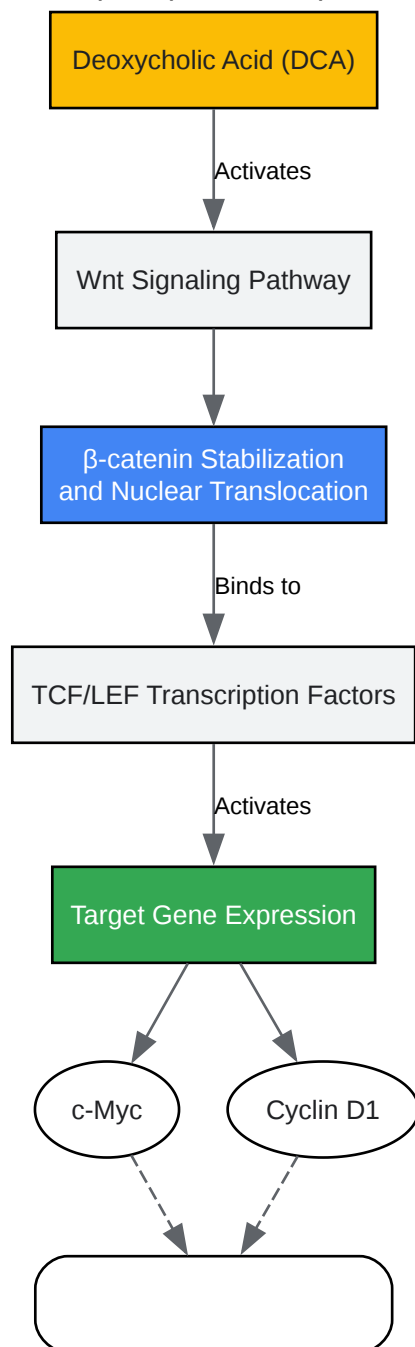 Deoxycholic Acid (DCA)
Activates
Wnt Signaling Pathway
β-catenin Stabilization
and Nuclear Translocation
Binds to
TCF/LEF Transcription Factors
Activates
Target Gene Expression
c-Myc
Cyclin D1